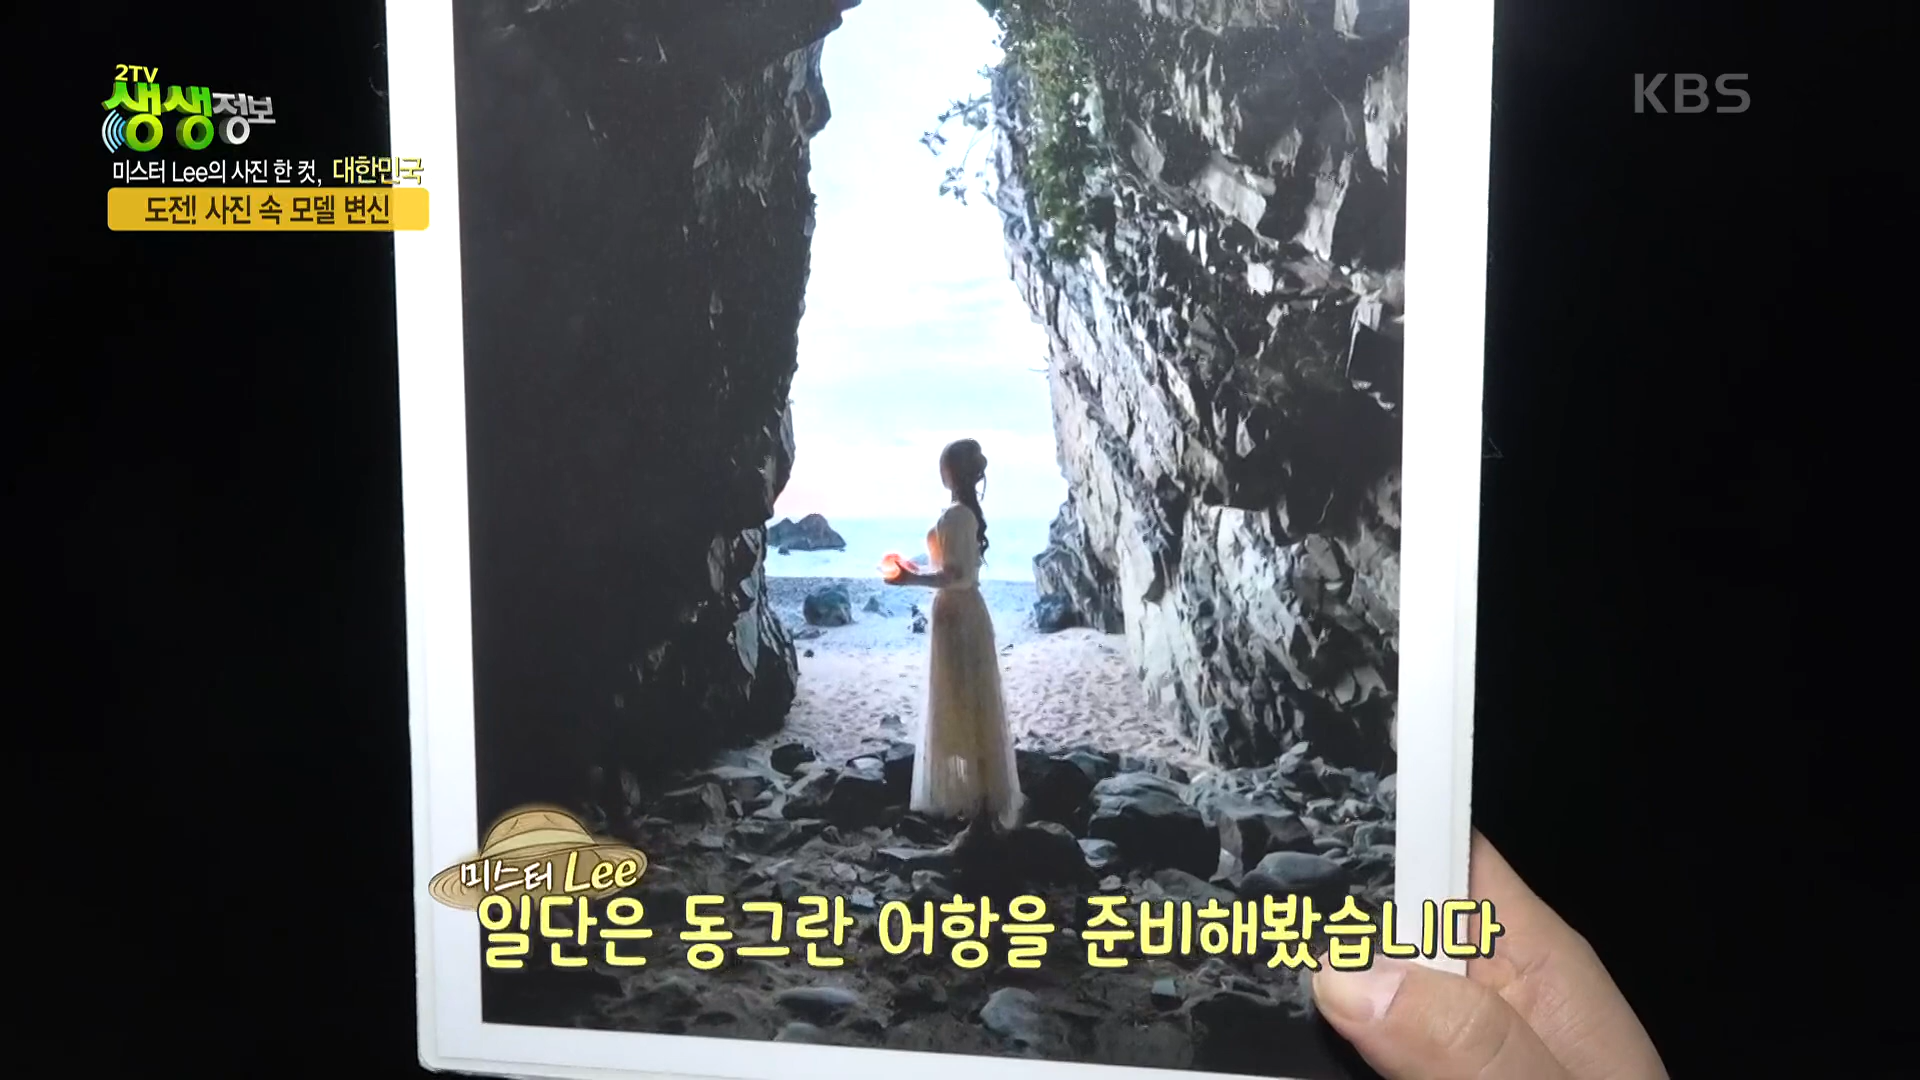 2TV
생생정보
미스터 Lee의 사진 한 컷, 대한민국
도전! 사진 속 모델 변신
KBS
미스터 Lee
일단은 동그란 어항을 준비해봤습니다